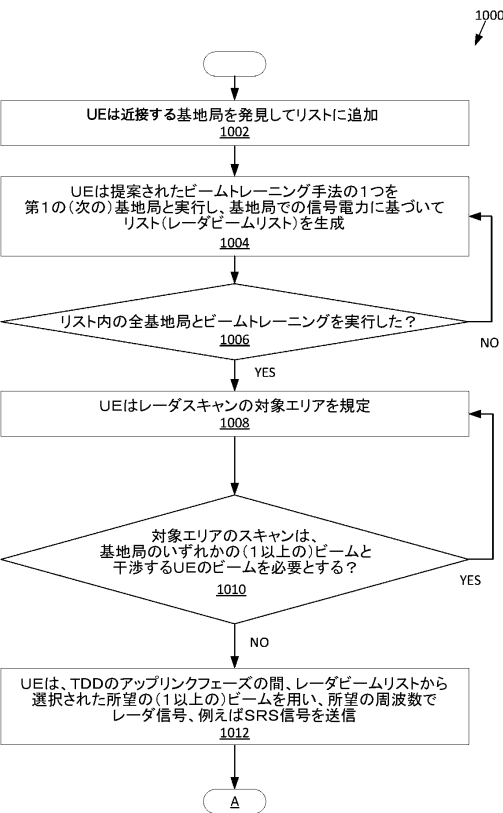 1000
UEは近接する基地局を発見してリストに追加
1002
UEは提案されたビームトレーニング手法の1つを
第1の(次の)基地局と実行し、基地局での信号電力に基づいて
リスト(レーダビームリスト)を生成
1004
リスト内の全基地局とビームトレーニングを実行した?
1006
NO
YES
UEはレーダスキャンの対象エリアを規定
1008
対象エリアのスキャンは、
基地局のいずれかの(1以上の)ビームと
干渉するUEのビームを必要とする?
1010
YES
NO
UEは、TDDのアップリンクフェーズの間、レーダビームリストから
選択された所望の(1以上の)ビームを用い、所望の周波数で
レーダ信号、例えばSRS信号を送信
1012
A